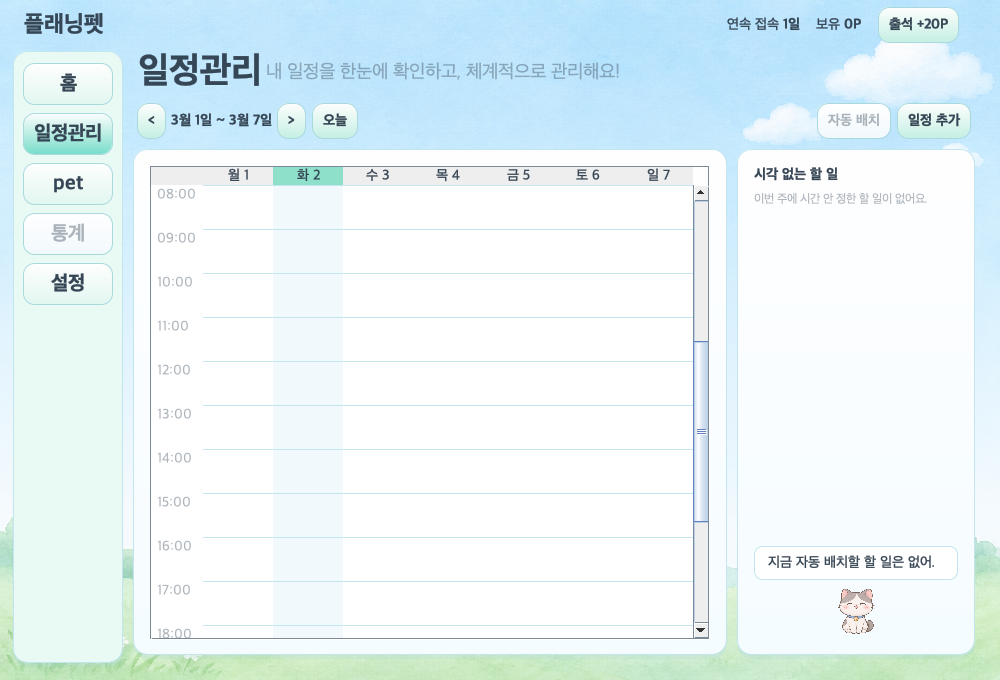 플래닝펫
연속 접속 1일 보유 0P 출석 +20P
홈
일정관리
pet
통계
설정
일정관리 내 일정을 한눈에 확인하고, 체계적으로 관리해요!
< 3월 1일 ~ 3월 7일 > 오늘
자동 배치 일정 추가
월 1 화 2 수 3 목 4 금 5 토 6 일 7
08:00
09:00
10:00
11:00
12:00
13:00
14:00
15:00
16:00
17:00
18:00
시각 없는 할 일
이번 주에 시간 안 정한 할 일이 없어요.
지금 자동 배치할 할 일은 없어.